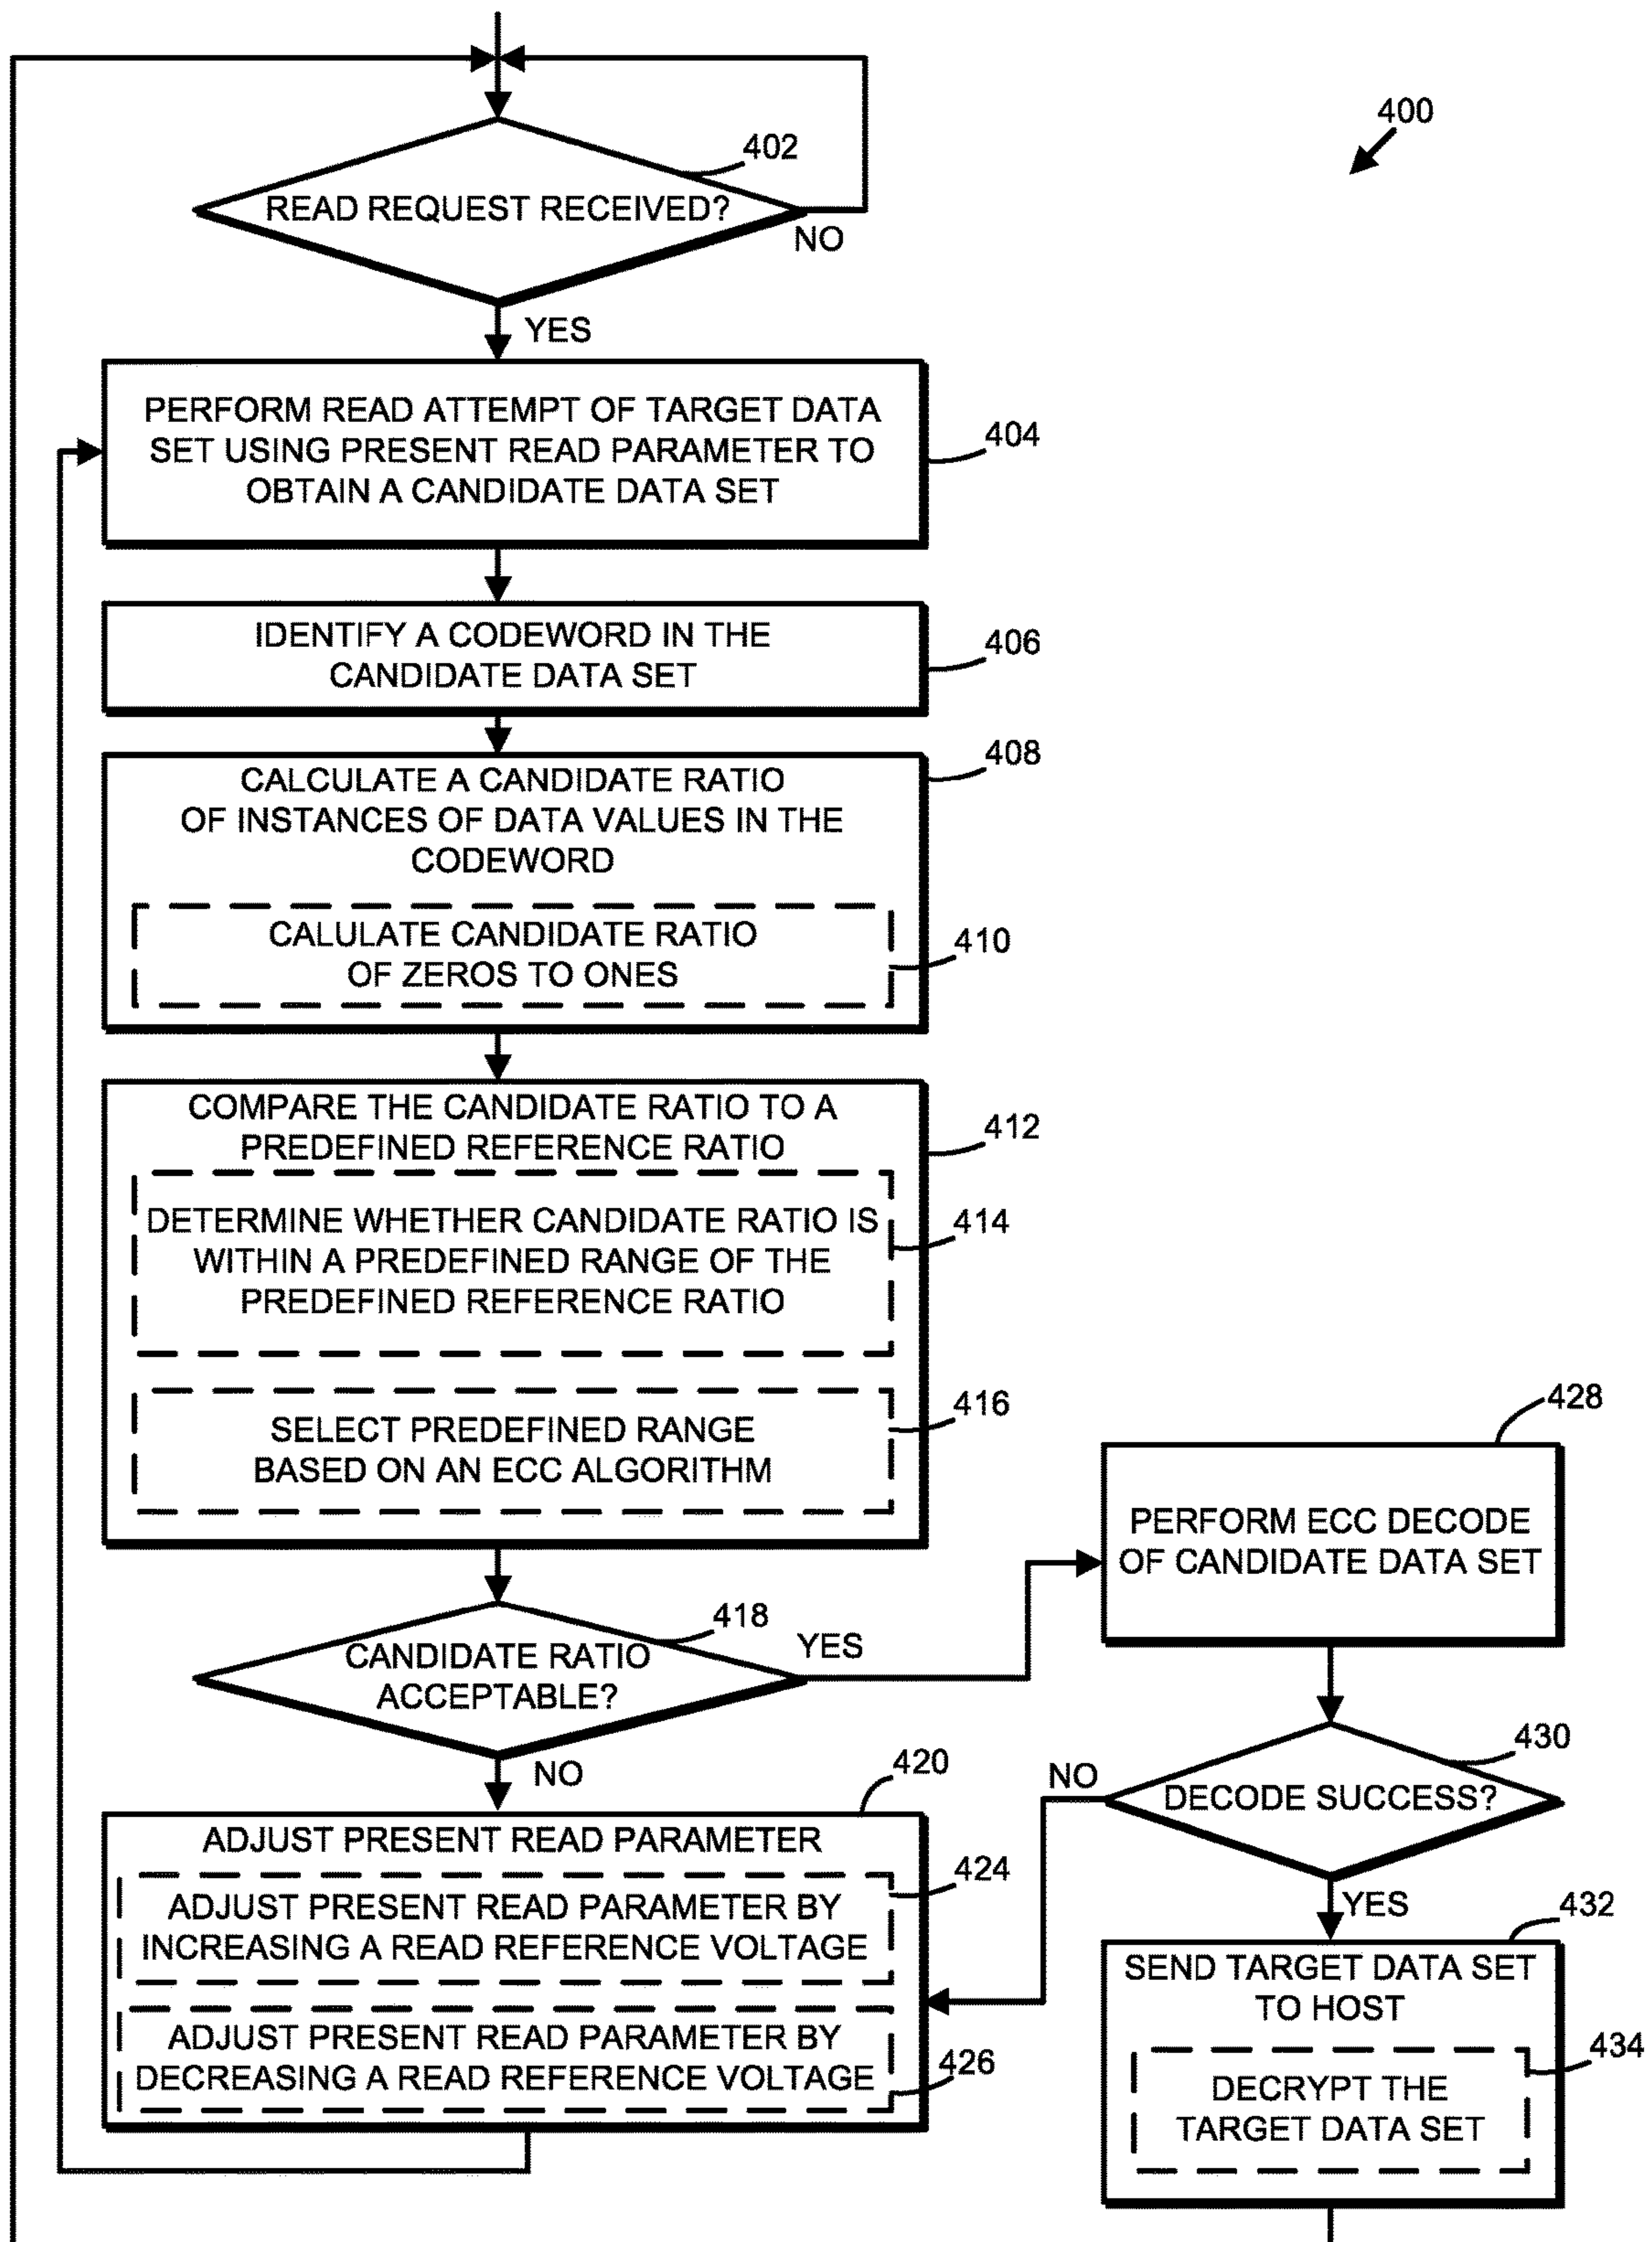 400
402
READ REQUEST RECEIVED?
NO
YES
PERFORM READ ATTEMPT OF TARGET DATA
SET USING PRESENT READ PARAMETER TO
OBTAIN A CANDIDATE DATA SET
404
IDENTIFY A CODEWORD IN THE
CANDIDATE DATA SET
406
CALCULATE A CANDIDATE RATIO
OF INSTANCES OF DATA VALUES IN THE
CODEWORD
408
CALULATE CANDIDATE RATIO
OF ZEROS TO ONES
410
COMPARE THE CANDIDATE RATIO TO A
PREDEFINED REFERENCE RATIO
412
DETERMINE WHETHER CANDIDATE RATIO IS
WITHIN A PREDEFINED RANGE OF THE
PREDEFINED REFERENCE RATIO
414
SELECT PREDEFINED RANGE
BASED ON AN ECC ALGORITHM
416
418
CANDIDATE RATIO
ACCEPTABLE?
YES
NO
420
ADJUST PRESENT READ PARAMETER
ADJUST PRESENT READ PARAMETER BY
INCREASING A READ REFERENCE VOLTAGE
424
ADJUST PRESENT READ PARAMETER BY
DECREASING A READ REFERENCE VOLTAGE
426
428
PERFORM ECC DECODE
OF CANDIDATE DATA SET
430
DECODE SUCCESS?
NO
YES
432
SEND TARGET DATA SET
TO HOST
434
DECRYPT THE
TARGET DATA SET